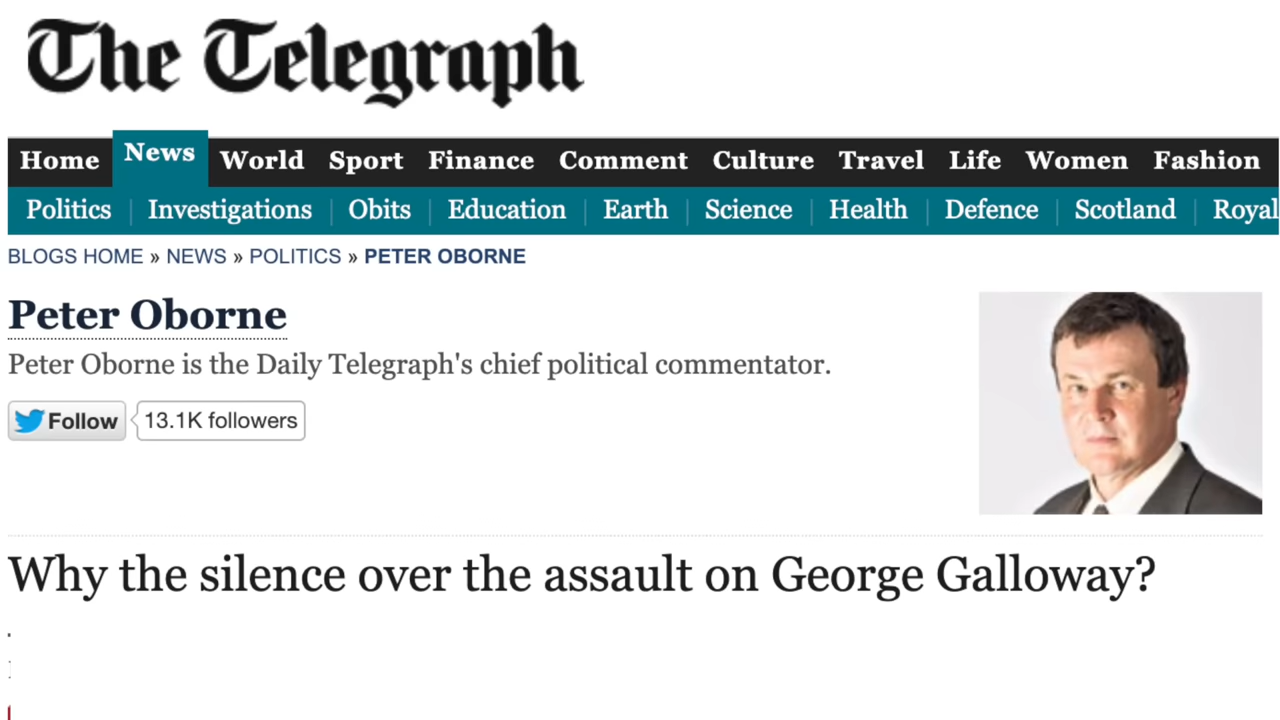 The Telegraph
Home News World Sport Finance Comment Culture Travel Life Women Fashion
Politics Investigations Obits Education Earth Science Health Defence Scotland Royal
BLOGS HOME » NEWS » POLITICS » PETER OBORNE
Peter Oborne
Peter Oborne is the Daily Telegraph's chief political commentator.
Follow 13.1K followers
Why the silence over the assault on George Galloway?